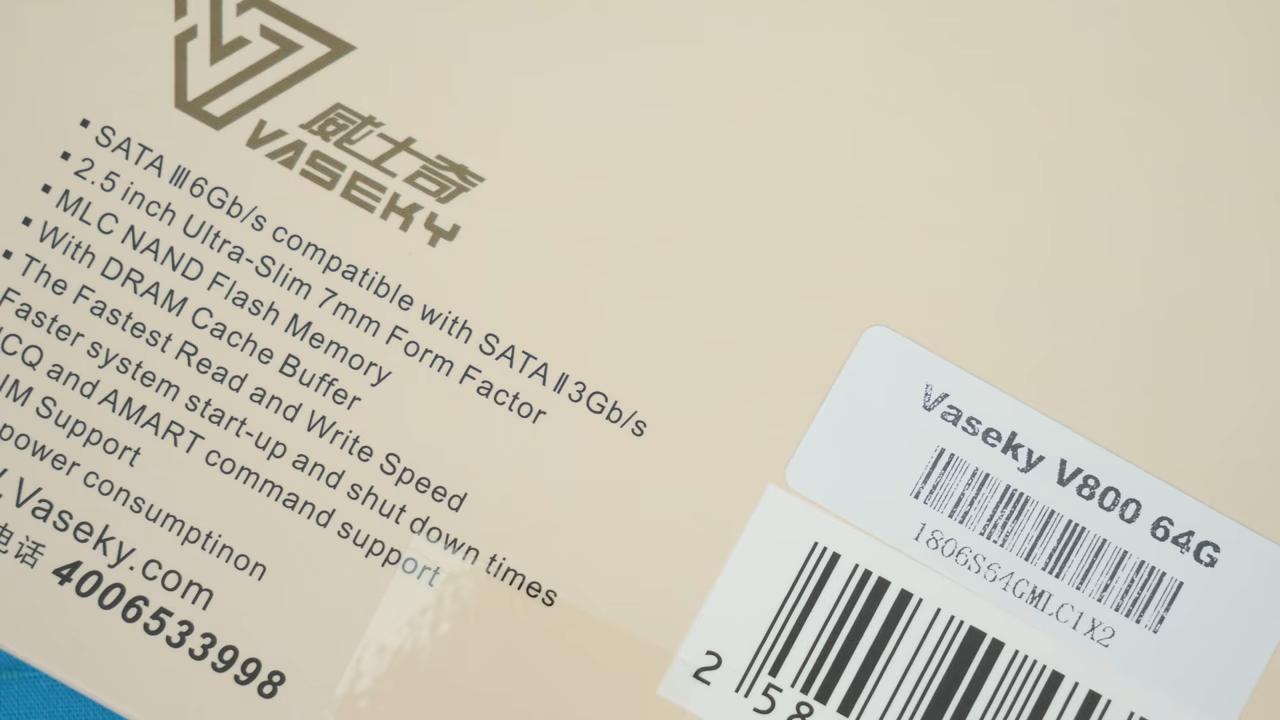 威士奇
VASEKY
▪ SATA III 6Gb/s compatible with SATA II 3Gb/s
▪ 2.5 inch Ultra-Slim 7mm Form Factor
▪ MLC NAND Flash Memory
▪ With DRAM Cache Buffer
▪ The Fastest Read and Write Speed
Faster system start-up and shut down times
CQ and AMART command support
IM Support
power consumptinon
.Vaseky.com
电话 4006533998
Vaseky V800 64G
1806S64GMLC1X2
2 58